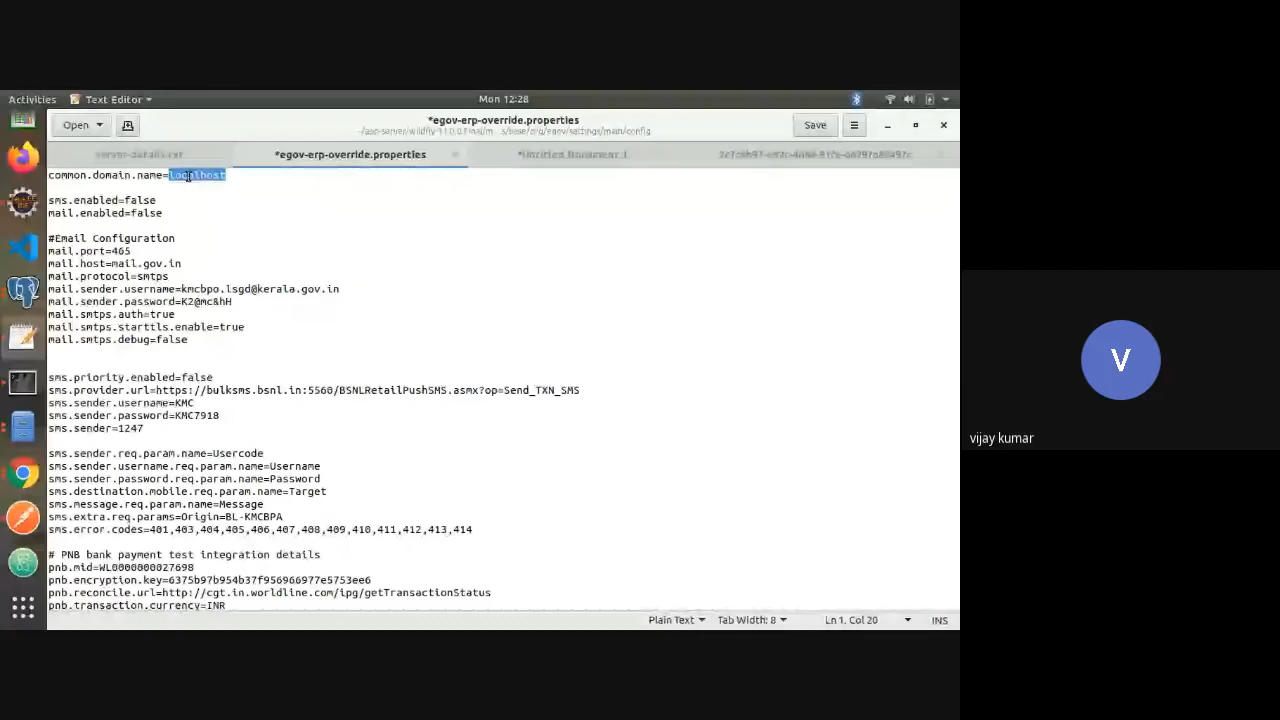 Activities Text Editor Mon 12:28
Open *egov-erp-override.properties Save
*egov-erp-override.properties *Untitled Document 1
common.domain.name=localhost
sms.enabled=false
mail.enabled=false
#Email Configuration
mail.port=465
mail.host=mail.gov.in
mail.protocol=smtps
mail.sender.username=kmcbpo.lsgd@kerala.gov.in
mail.sender.password=K2@mc&hH
mail.smtps.auth=true
mail.smtps.starttls.enable=true
mail.smtps.debug=false
sms.priority.enabled=false
sms.provider.url=https://bulksms.bsnl.in:5560/BSNLRetailPushSMS.asmx?op=Send_TXN_SMS
sms.sender.username=KMC
sms.sender.password=KMC7918
sms.sender=1247
sms.sender.req.param.name=Usercode
sms.sender.username.req.param.name=Username
sms.sender.password.req.param.name=Password
sms.destination.mobile.req.param.name=Target
sms.message.req.param.name=Message
sms.extra.req.params=Origin=BL-KMCBPA
sms.error.codes=401,403,404,405,406,407,408,409,410,411,412,413,414
# PNB bank payment test integration details
pnb.mid=WL0000000027698
pnb.encryption.key=6375b97b954b37f956966977e5753ee6
pnb.reconcile.url=http://cgt.in.worldline.com/ipg/getTransactionStatus
pnb.transaction.currency=INR
Plain Text Tab Width: 8 Ln 1, Col 20 INS
V
vijay kumar